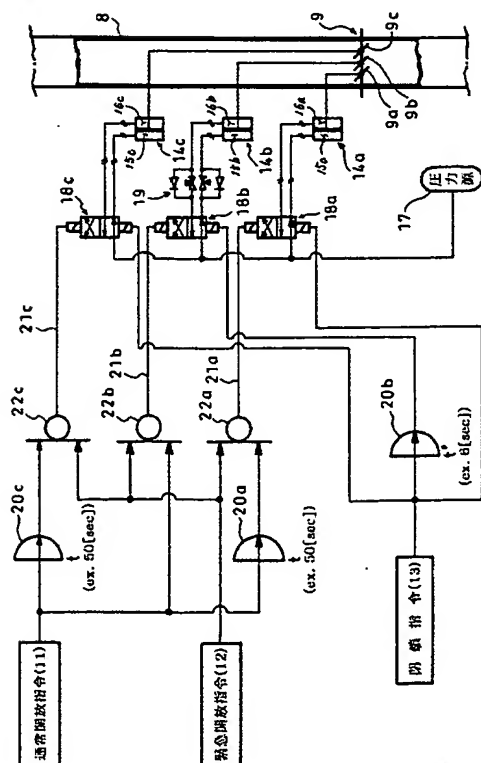 8
9
9c
9b
9a
16c
15b
14c
16b
15b
14b
16a
15a
14a
19
18c
18b
18a
17
圧力源
21c
21b
21a
22c
22b
22a
20c
t
(ex. 50[sec])
20a
t
(ex. 50[sec])
20b
t'
(ex. 8[sec])
通常開放指令(11)
緊急開放指令(12)
閉鎖指令(13)